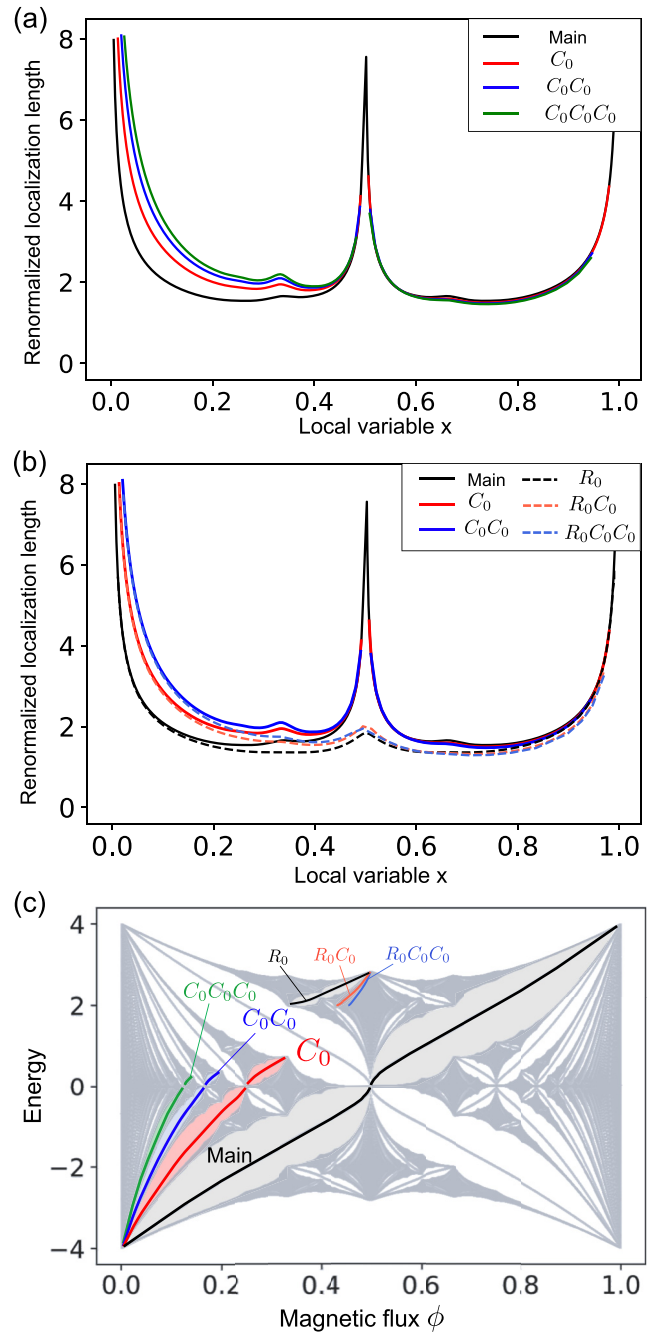 (a)
Renormalized localization length
8
6
4
2
0
Main
C₀
C₀C₀
C₀C₀C₀
0.0 0.2 0.4 0.6 0.8 1.0
Local variable x
(b)
Renormalized localization length
8
6
4
2
0
Main R₀
C₀ R₀C₀
C₀C₀ R₀C₀C₀
0.0 0.2 0.4 0.6 0.8 1.0
Local variable x
(c)
Energy
4
2
0
−2
−4
R₀ R₀C₀ R₀C₀C₀
C₀C₀C₀
C₀C₀
C₀
Main
0.0 0.2 0.4 0.6 0.8 1.0
Magnetic flux ϕ